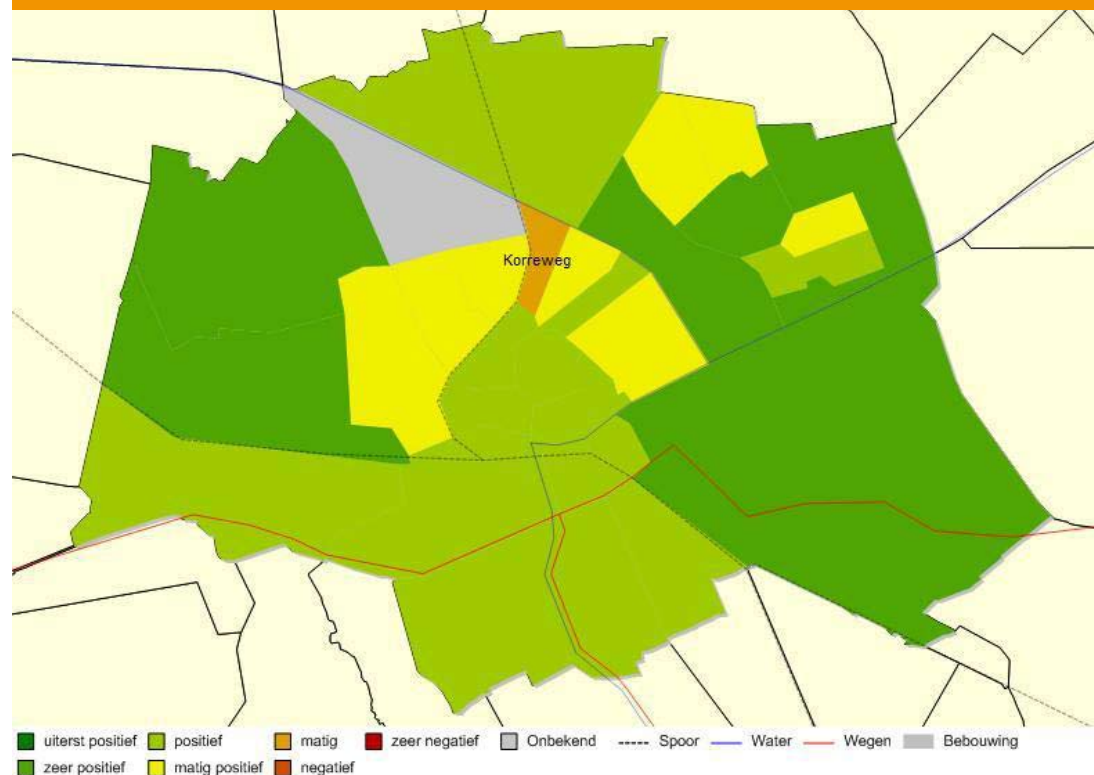 Korreweg
uiterst positief positief matig zeer negatief Onbekend Spoor Water Wegen Bebouwing
zeer positief matig positief negatief